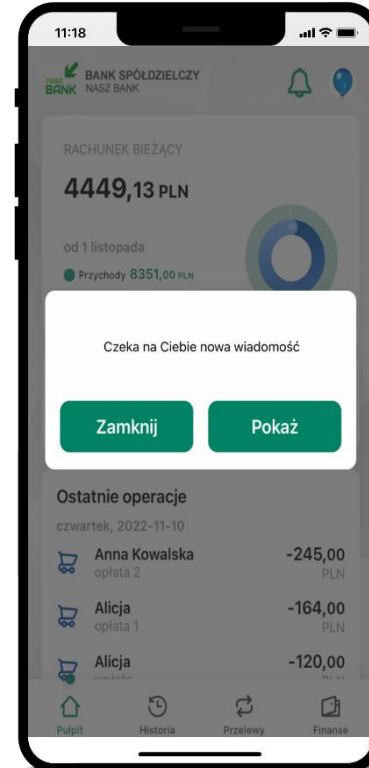 11:18
nasz BANK
BANK SPÓŁDZIELCZY
NASZ BANK
RACHUNEK BIEŻĄCY
4449,13 PLN
od 1 listopada
Przychody 8351,00 PLN
Czeka na Ciebie nowa wiadomość
Zamknij Pokaż
Ostatnie operacje
czwartek, 2022-11-10
Anna Kowalska -245,00
opłata 2 PLN
Alicja -164,00
opłata 1 PLN
Alicja -120,00
Pulpit Historia Przelewy Finanse